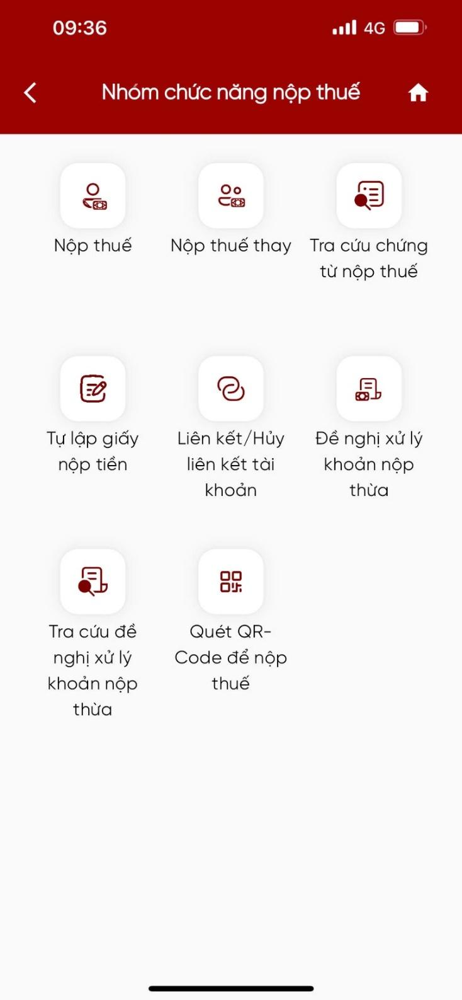 09:36
4G
Nhóm chức năng nộp thuế
Nộp thuế
Nộp thuế thay
Tra cứu chứng
từ nộp thuế
Tự lập giấy
nộp tiền
Liên kết/Hủy
liên kết tài
khoản
Đề nghị xử lý
khoản nộp
thừa
Tra cứu đề
nghị xử lý
khoản nộp
thừa
Quét QR-
Code để nộp
thuế